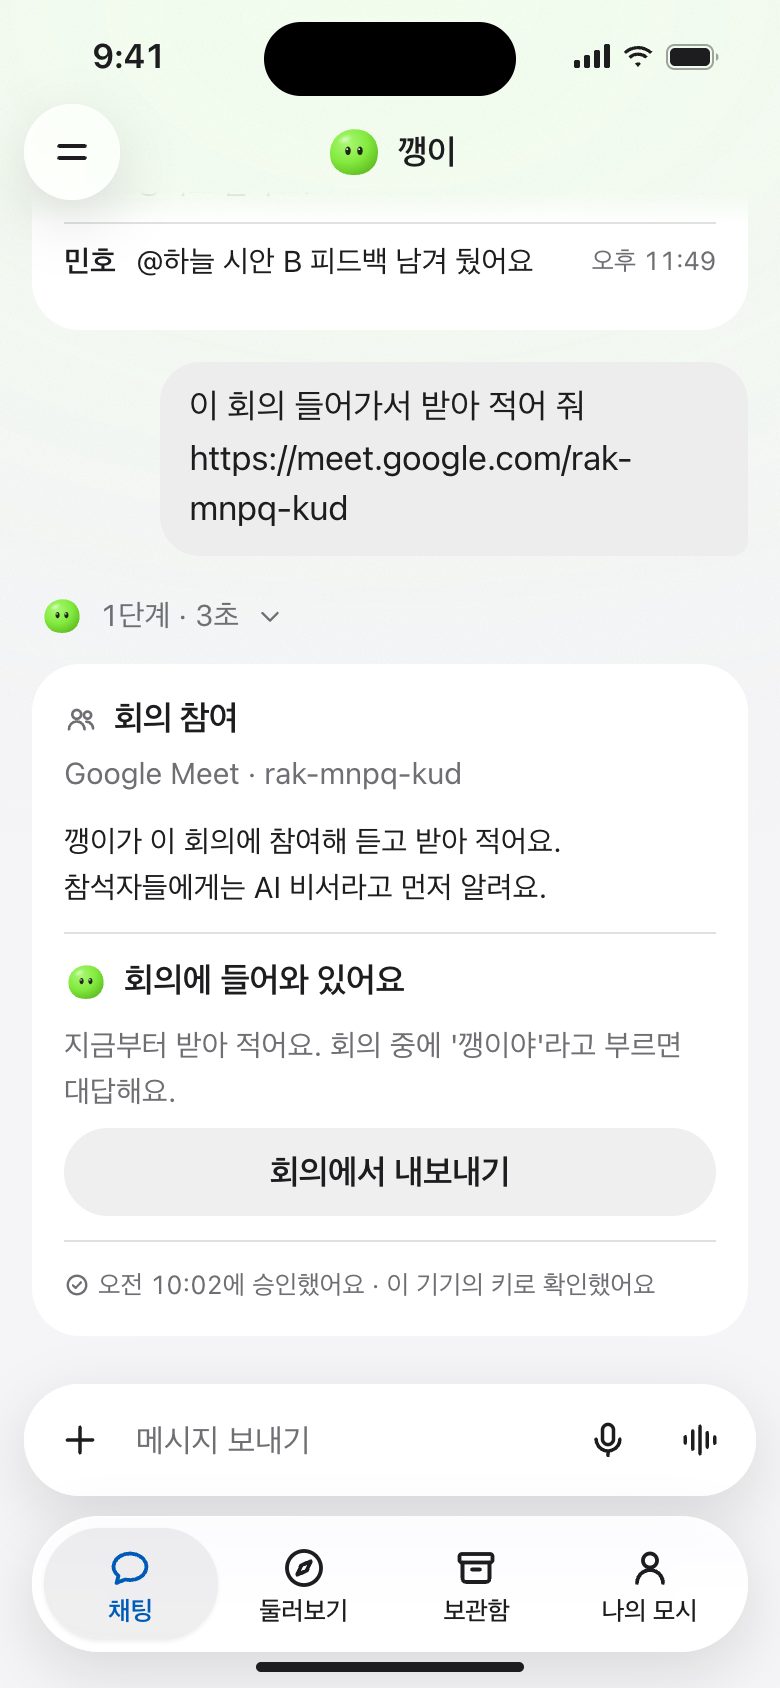 9:41
깽이
민호 @하늘 시안 B 피드백 남겨 뒀어요 오후 11:49
이 회의 들어가서 받아 적어 줘
https://meet.google.com/rak-
mnpq-kud
1단계 · 3초
회의 참여
Google Meet · rak-mnpq-kud
깽이가 이 회의에 참여해 듣고 받아 적어요.
참석자들에게는 AI 비서라고 먼저 알려요.
회의에 들어와 있어요
지금부터 받아 적어요. 회의 중에 '깽이야'라고 부르면
대답해요.
회의에서 내보내기
오전 10:02에 승인했어요 · 이 기기의 키로 확인했어요
메시지 보내기
채팅 둘러보기 보관함 나의 모시